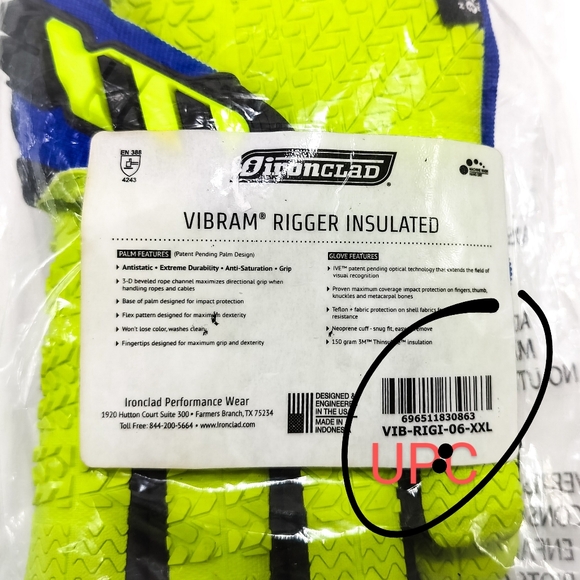 EN 388
4243
IRONCLAD®
VIBRAM® RIGGER INSULATED
PALM FEATURES (Patent Pending Palm Design)
Antistatic • Extreme Durability • Anti-Saturation • Grip
3-D beveled rope channel maximizes directional grip when
handling ropes and cables
Base of palm designed for impact protection
Flex pattern designed for maximum dexterity
Won't lose color, washes clean
Fingertips designed for maximum grip and dexterity
GLOVE FEATURES
IVE™ patent pending optical technology that extends the field of
visual recognition
Proven maximum coverage impact protection on fingers, thumb,
knuckles and metacarpal bones
Teflon + fabric protection on shell fabrics
resistance
Neoprene cuff - snug fit, easy remove
150 gram 3M™ Thinsulate™ insulation
Ironclad Performance Wear
1920 Hutton Court Suite 300 • Farmers Branch, TX 75234
Toll Free: 844-200-5664 • www.Ironclad.com
DESIGNED &
ENGINEERED
IN THE USA
MADE IN
INDONESIA
696511830863
VIB-RIGI-06-XXL
UPC